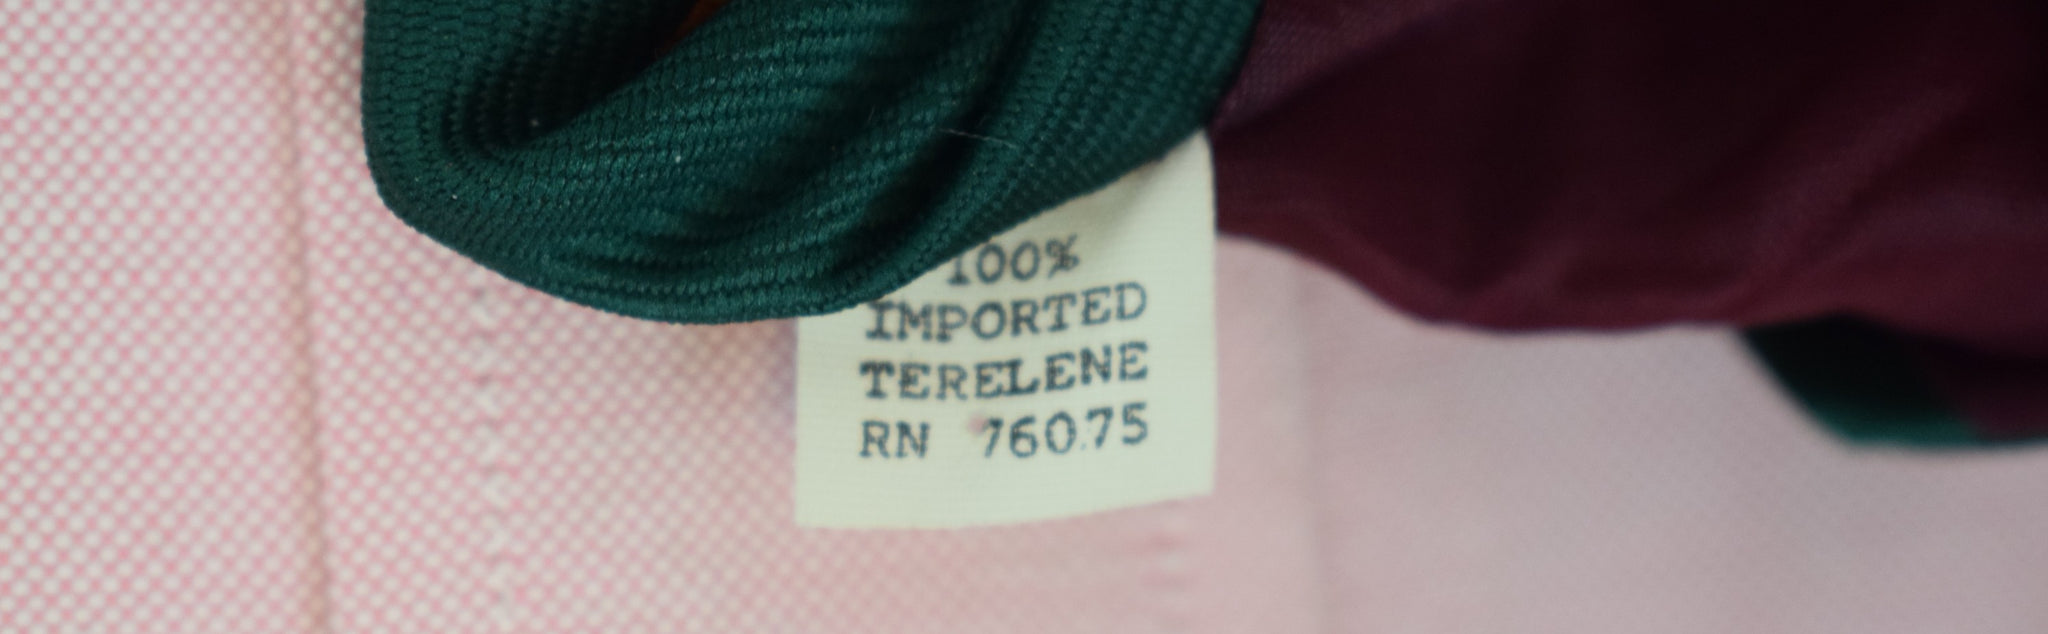 100%
IMPORTED
TERELENE
RN 76075